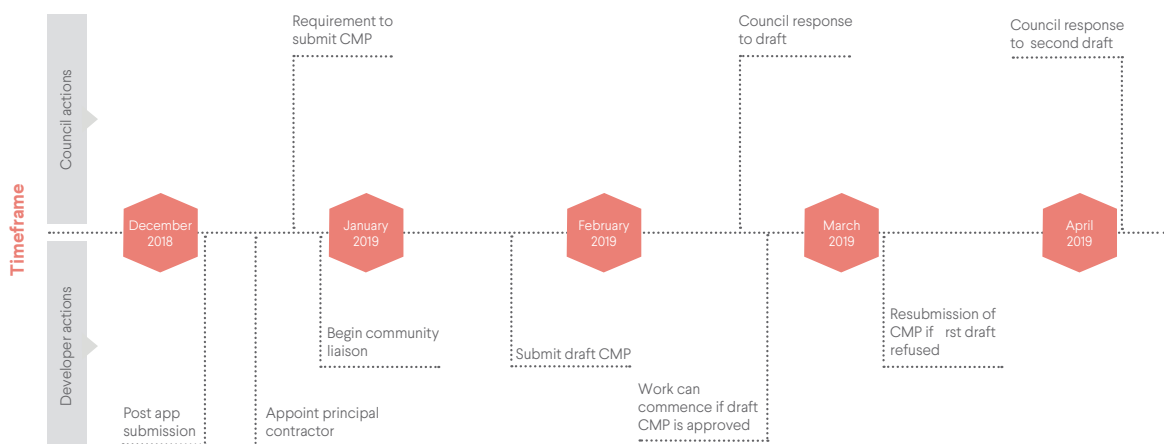 Timeframe
Council actions
Developer actions
Requirement to
submit CMP
Council response
to draft
Council response
to second draft
December
2018
January
2019
February
2019
March
2019
April
2019
Begin community
liaison
Submit draft CMP
Resubmission of
CMP if rst draft
refused
Post app
submission
Appoint principal
contractor
Work can
commence if draft
CMP is approved